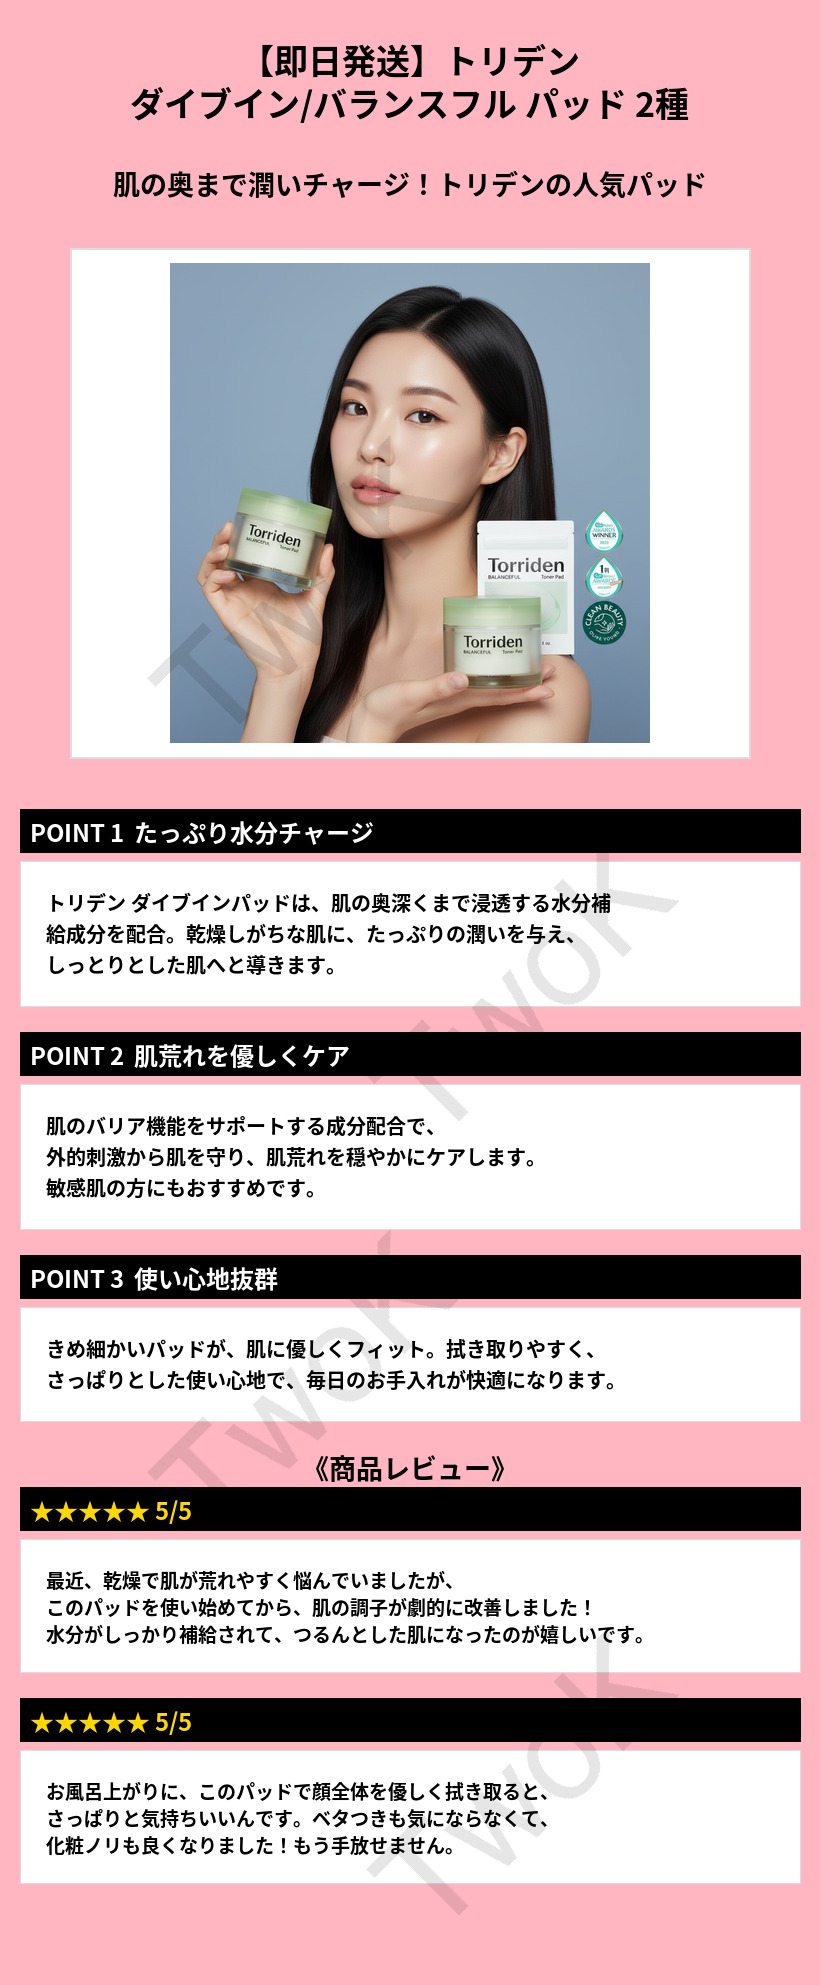 【即日発送】トリデン
ダイブイン/バランスフル パッド 2種
肌の奥まで潤いチャージ！トリデンの人気パッド
Torriden
BALANCEFUL Toner Pad
Torriden
BALANCEFUL Toner Pad
Torriden
BALANCEFUL Toner Pad
AWARDS
WINNER
1위
AWARDS
CLEAN BEAUTY
OLIVE YOUNG
TwoK
POINT 1 たっぷり水分チャージ
トリデン ダイブインパッドは、肌の奥深くまで浸透する水分補
給成分を配合。乾燥しがちな肌に、たっぷりの潤いを与え、
しっとりとした肌へと導きます。
TwoK
POINT 2 肌荒れを優しくケア
肌のバリア機能をサポートする成分配合で、
外的刺激から肌を守り、肌荒れを穏やかにケアします。
敏感肌の方にもおすすめです。
POINT 3 使い心地抜群
きめ細かいパッドが、肌に優しくフィット。拭き取りやすく、
さっぱりとした使い心地で、毎日のお手入れが快適になります。
TwoK
《商品レビュー》
★★★★★ 5/5
最近、乾燥で肌が荒れやすく悩んでいましたが、
このパッドを使い始めてから、肌の調子が劇的に改善しました！
水分がしっかり補給されて、つるんとした肌になったのが嬉しいです。
★★★★★ 5/5
お風呂上がりに、このパッドで顔全体を優しく拭き取ると、
さっぱりと気持ちいいんです。ベタつきも気にならなくて、
化粧ノリも良くなりました！もう手放せません。
TwoK